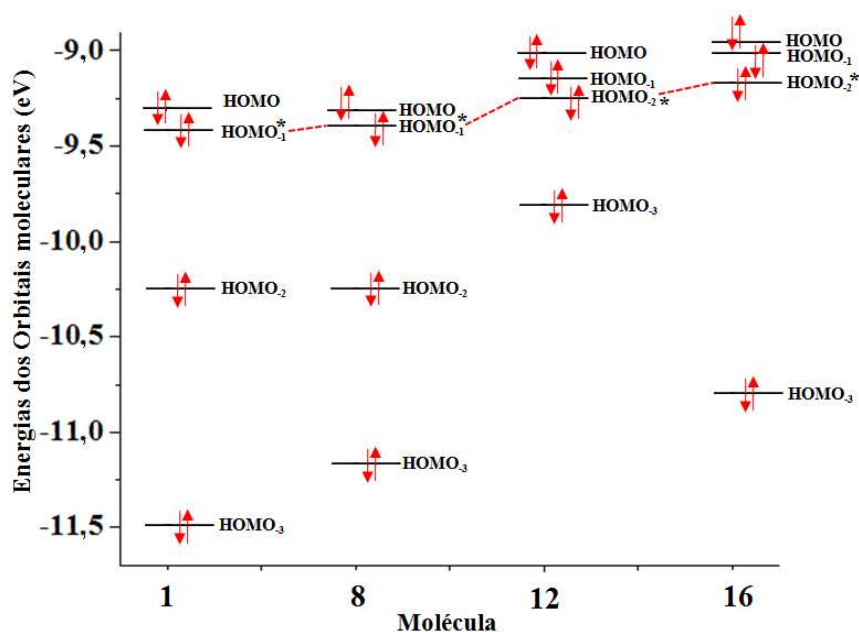 Energias dos Orbitais moleculares (eV)
-9,0
-9,5
-10,0
-10,5
-11,0
-11,5
HOMO
HOMO-1*
HOMO-2
HOMO-3
HOMO
HOMO-1*
HOMO-2
HOMO-3
HOMO
HOMO-1
HOMO-2*
HOMO-3
HOMO
HOMO-1
HOMO-2*
HOMO-3
1
8
12
16
Molécula